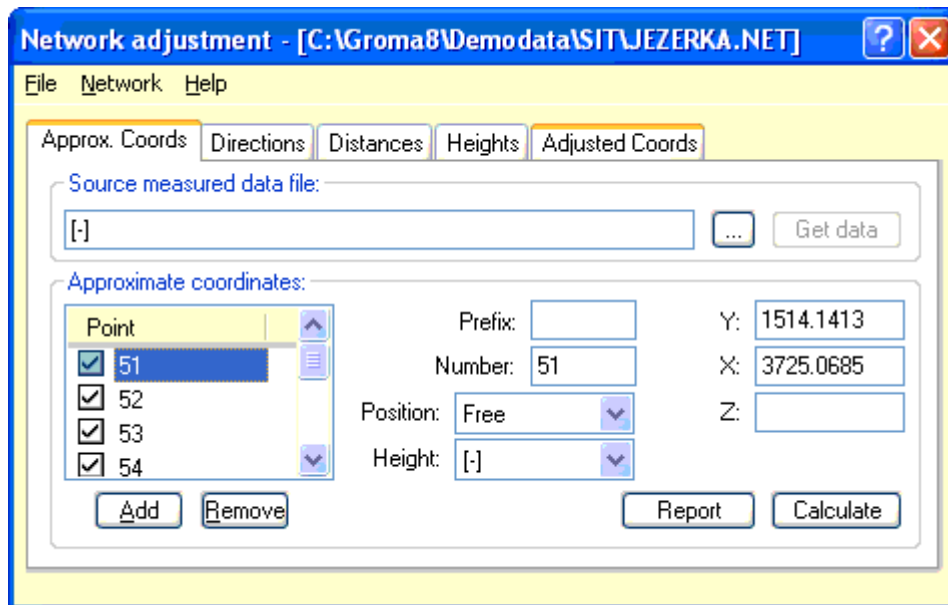 Network adjustment - [C:\Groma8\Demodata\SIT\JEZERKA.NET]
File Network Help
Approx. Coords Directions Distances Heights Adjusted Coords
Source measured data file:
[-] ... Get data
Approximate coordinates:
Point Prefix: Y: 1514.1413
51 Number: 51 X: 3725.0685
52 Position: Free Z:
53
54 Height: [-]
Add Remove Report Calculate